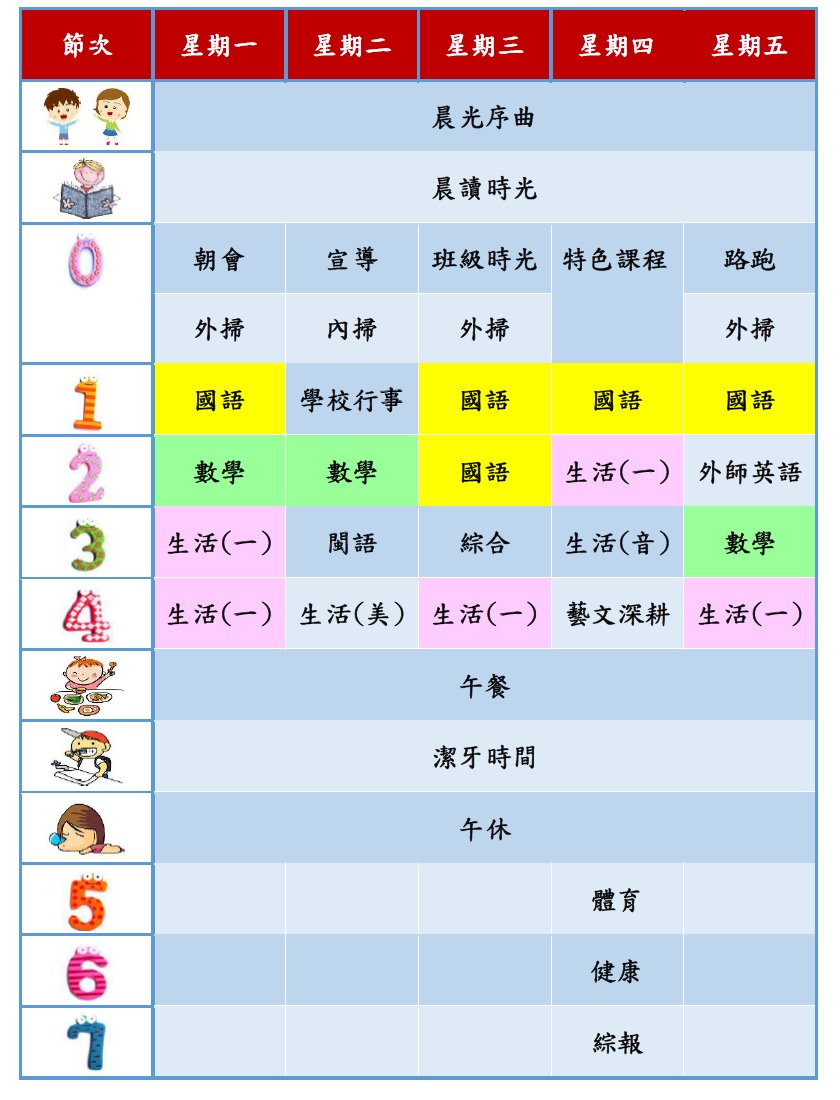 節次 星期一 星期二 星期三 星期四 星期五
晨光序曲
晨讀時光
0 朝會 宣導 班級時光 特色課程 路跑
外掃 內掃 外掃 外掃
1 國語 學校行事 國語 國語 國語
2 數學 數學 國語 生活(一) 外師英語
3 生活(一) 閩語 綜合 生活(音) 數學
4 生活(一) 生活(美) 生活(一) 藝文深耕 生活(一)
午餐
潔牙時間
午休
5 體育
6 健康
7 綜報